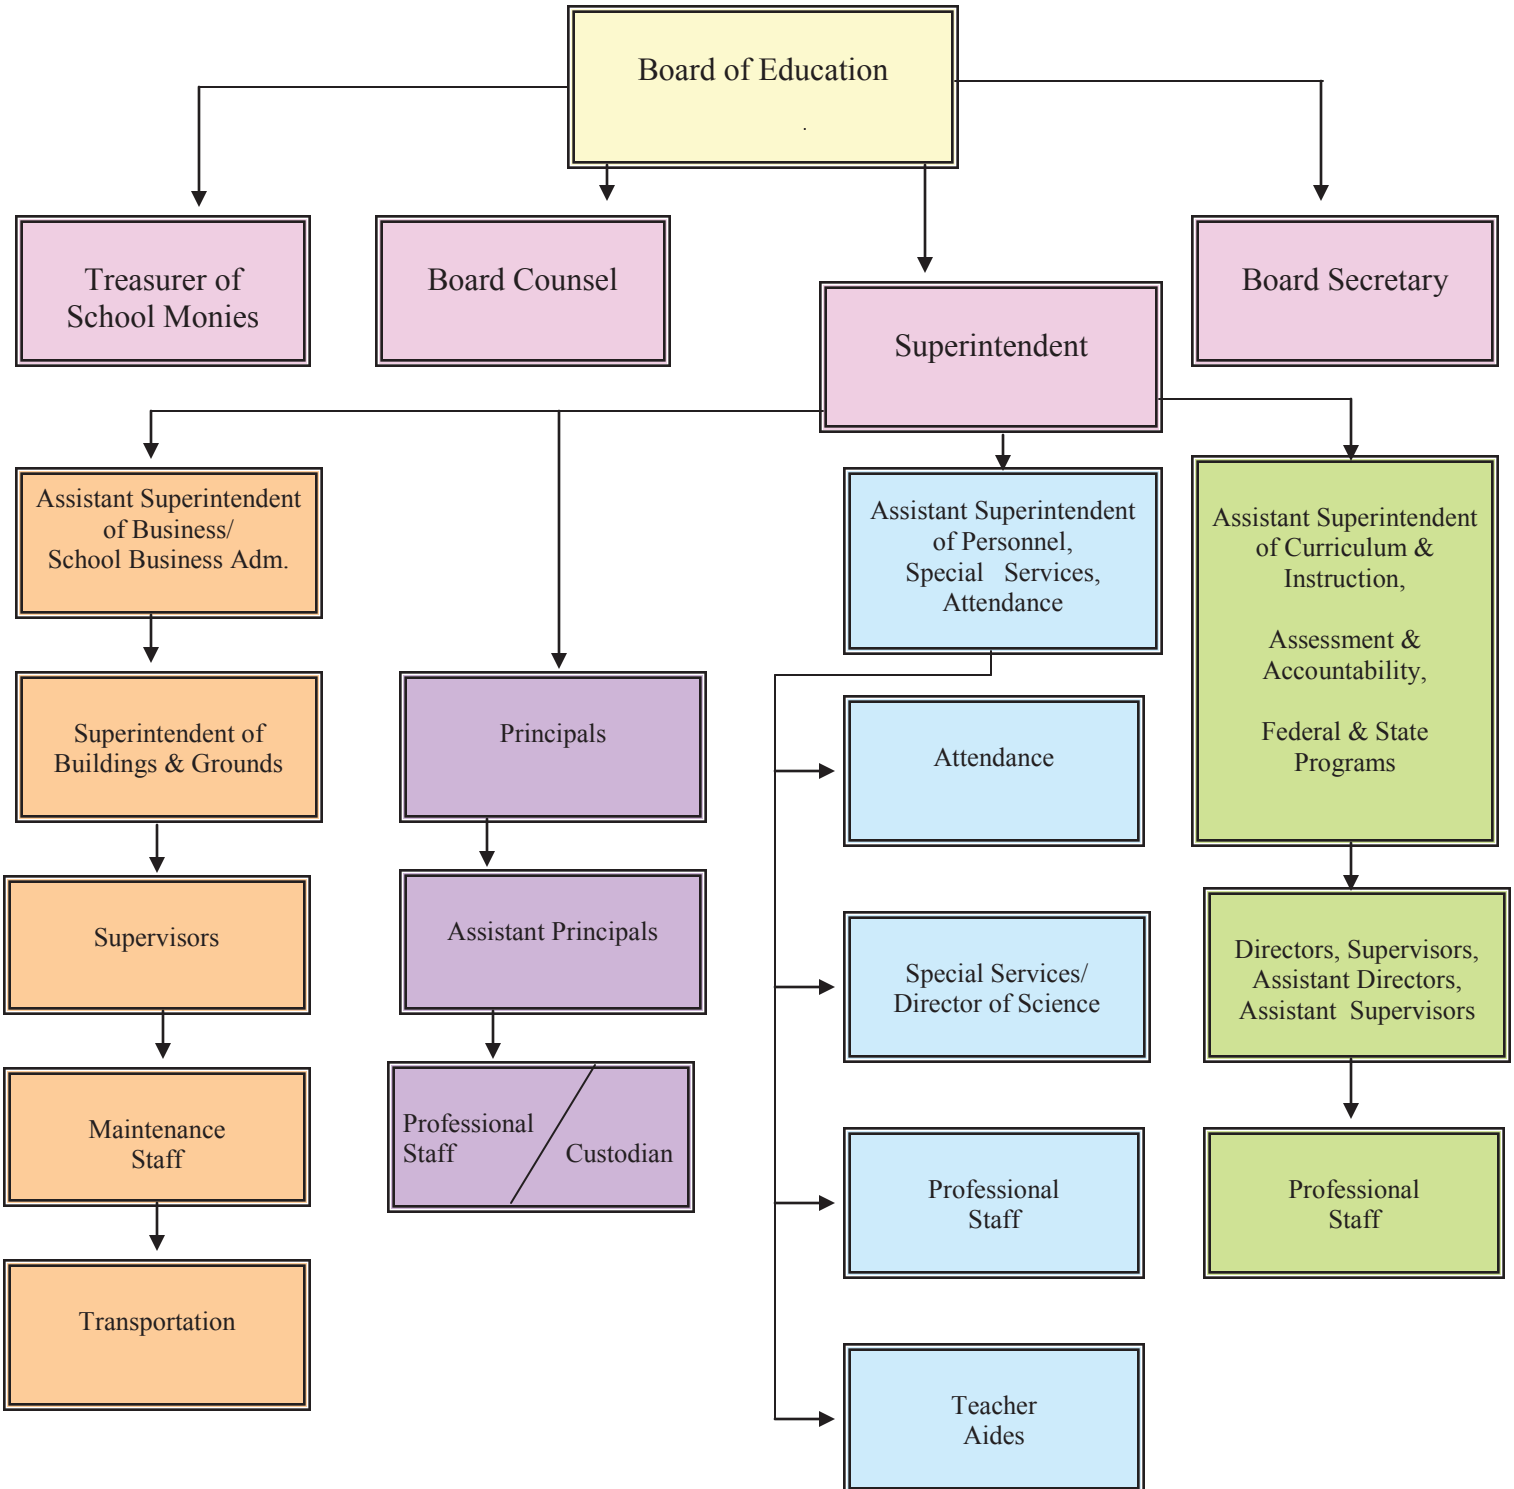 Board of Education
.
Treasurer of
School Monies
Board Counsel
Superintendent
Board Secretary
Assistant Superintendent
of Business/
School Business Adm.
Superintendent of
Buildings & Grounds
Supervisors
Maintenance
Staff
Transportation
Principals
Assistant Principals
Professional
Staff
Custodian
Assistant Superintendent
of Personnel,
Special Services,
Attendance
Attendance
Special Services/
Director of Science
Professional
Staff
Teacher
Aides
Assistant Superintendent
of Curriculum &
Instruction,
Assessment &
Accountability,
Federal & State
Programs
Directors, Supervisors,
Assistant Directors,
Assistant Supervisors
Professional
Staff